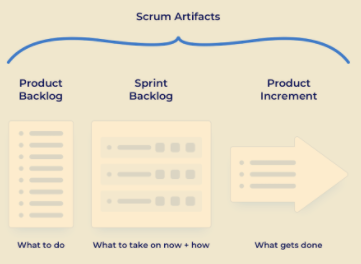 Scrum Artifacts
Product
Backlog
Sprint
Backlog
Product
Increment
What to do
What to take on now + how
What gets done